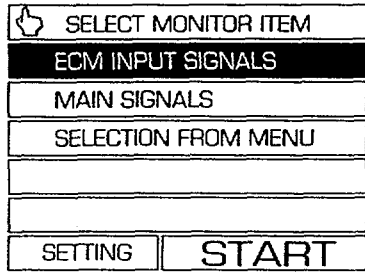 SELECT MONITOR ITEM
ECM INPUT SIGNALS
MAIN SIGNALS
SELECTION FROM MENU
SETTING START